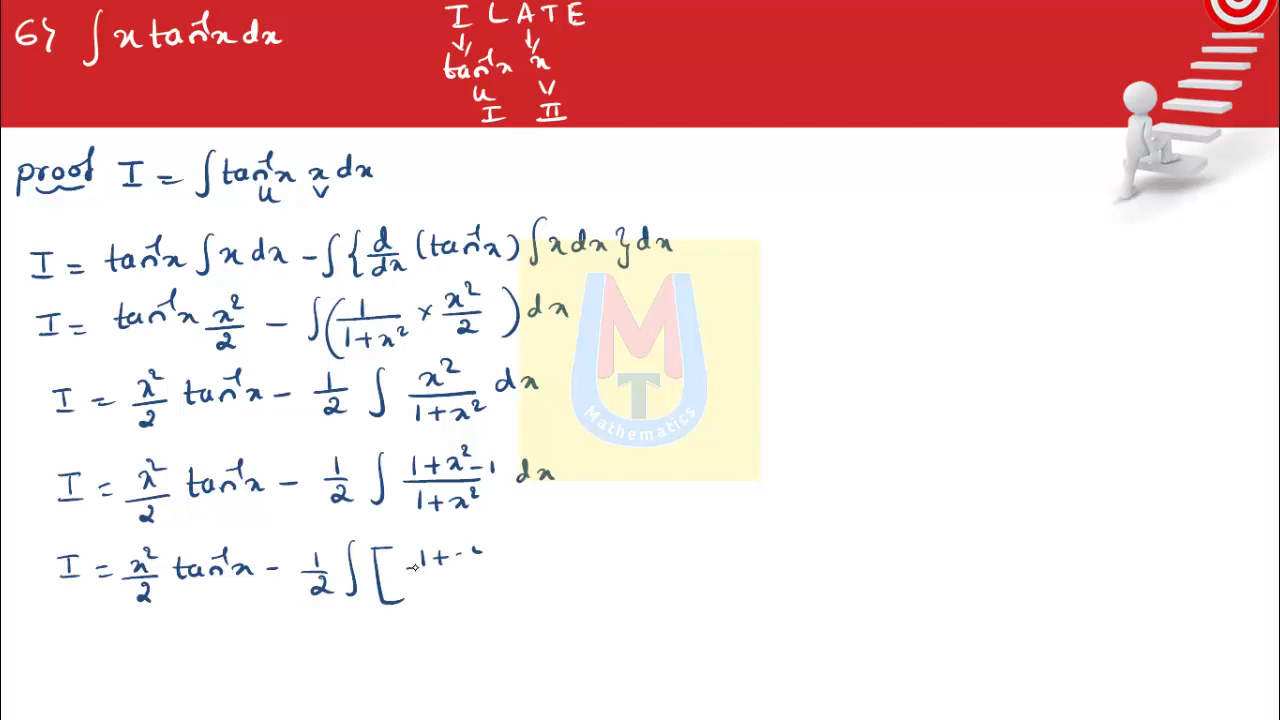 6} ∫ x tan⁻¹x dx
I L A T E
↓ ↓
tan⁻¹x x
u v
I II
proof I = ∫ tan⁻¹x x dx
u v
I = tan⁻¹x ∫ x dx - ∫ { d/dx (tan⁻¹x) ∫ x dx } dx
I = tan⁻¹x x²/2 - ∫ ( 1/1+x² × x²/2 ) dx
I = x²/2 tan⁻¹x - 1/2 ∫ x²/1+x² dx
I = x²/2 tan⁻¹x - 1/2 ∫ 1+x²-1/1+x² dx
I = x²/2 tan⁻¹x - 1/2 ∫ [ 1+
M T
Mathematics